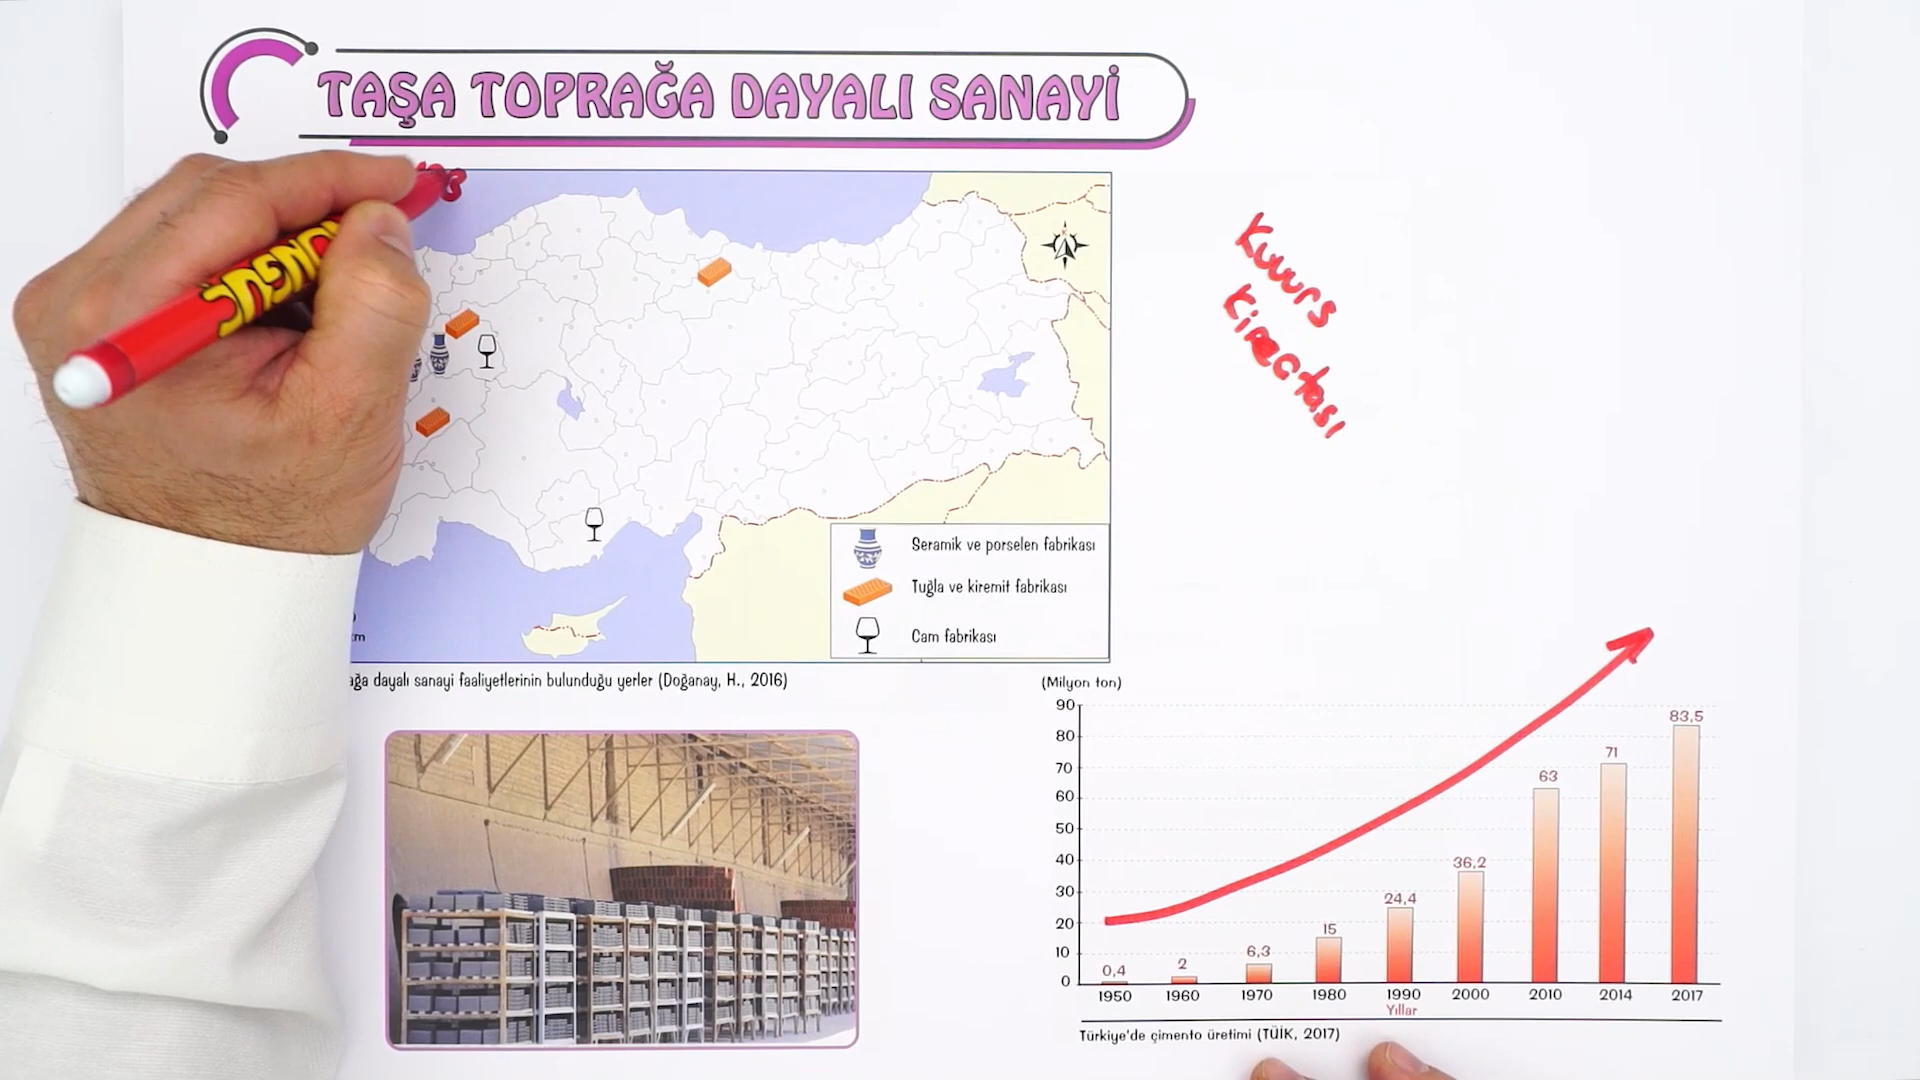 TAŞA TOPRAĞA DAYALI SANAYİ
Kuvars
Kireçtası
Seramik ve porselen fabrikası
Tuğla ve kiremit fabrikası
Cam fabrikası
dayalı sanayi faaliyetlerinin bulunduğu yerler (Doğanay, H., 2016)
(Milyon ton)
90
80
70
60
50
40
30
20
10
0
0,4
2
6,3
15
24,4
36,2
63
71
83,5
1950 1960 1970 1980 1990 2000 2010 2014 2017
Yıllar
Türkiye'de çimento üretimi (TÜİK, 2017)